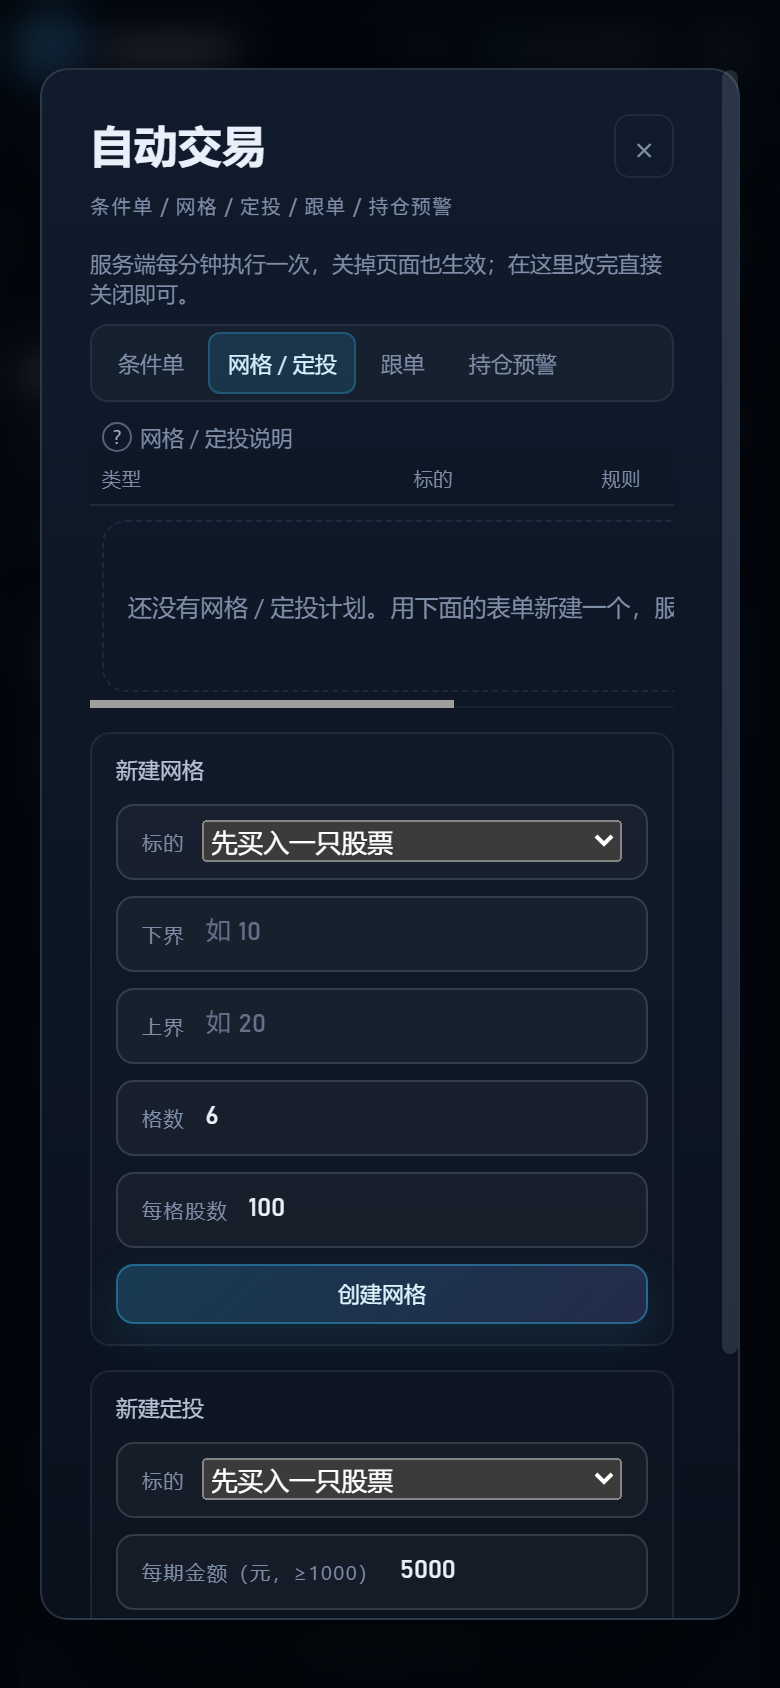 自动交易
×
条件单 / 网格 / 定投 / 跟单 / 持仓预警
服务端每分钟执行一次，关掉页面也生效；在这里改完直接
关闭即可。
条件单 网格 / 定投 跟单 持仓预警
? 网格 / 定投说明
类型 标的 规则
还没有网格 / 定投计划。用下面的表单新建一个，服
新建网格
标的 先买入一只股票
下界 如 10
上界 如 20
格数 6
每格股数 100
创建网格
新建定投
标的 先买入一只股票
每期金额（元，≥1000） 5000